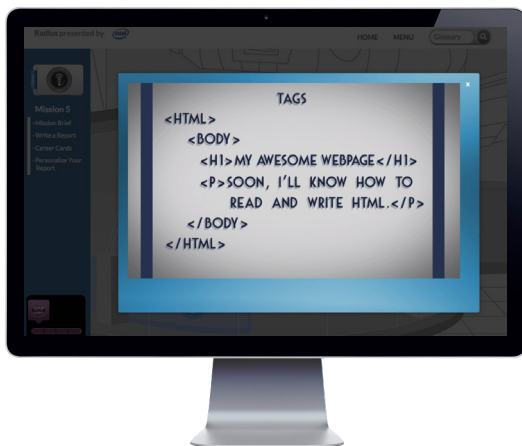 Radius presented by intel
HOME MENU Glossary
TAGS
<HTML>
<BODY>
<H1>MY AWESOME WEBPAGE</H1>
<P>SOON, I'LL KNOW HOW TO
READ AND WRITE HTML.</P>
</BODY>
</HTML>
x
Mission 5
-Mission Brief
-Write a Report
-Career Cards
-Personalize Your
Report